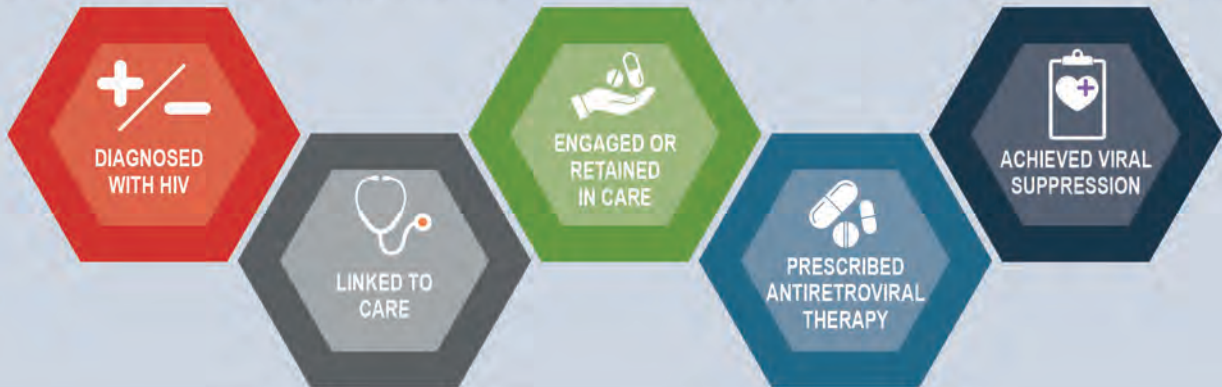 DIAGNOSED
WITH HIV
LINKED TO
CARE
ENGAGED OR
RETAINED
IN CARE
PRESCRIBED
ANTIRETROVIRAL
THERAPY
ACHIEVED VIRAL
SUPPRESSION